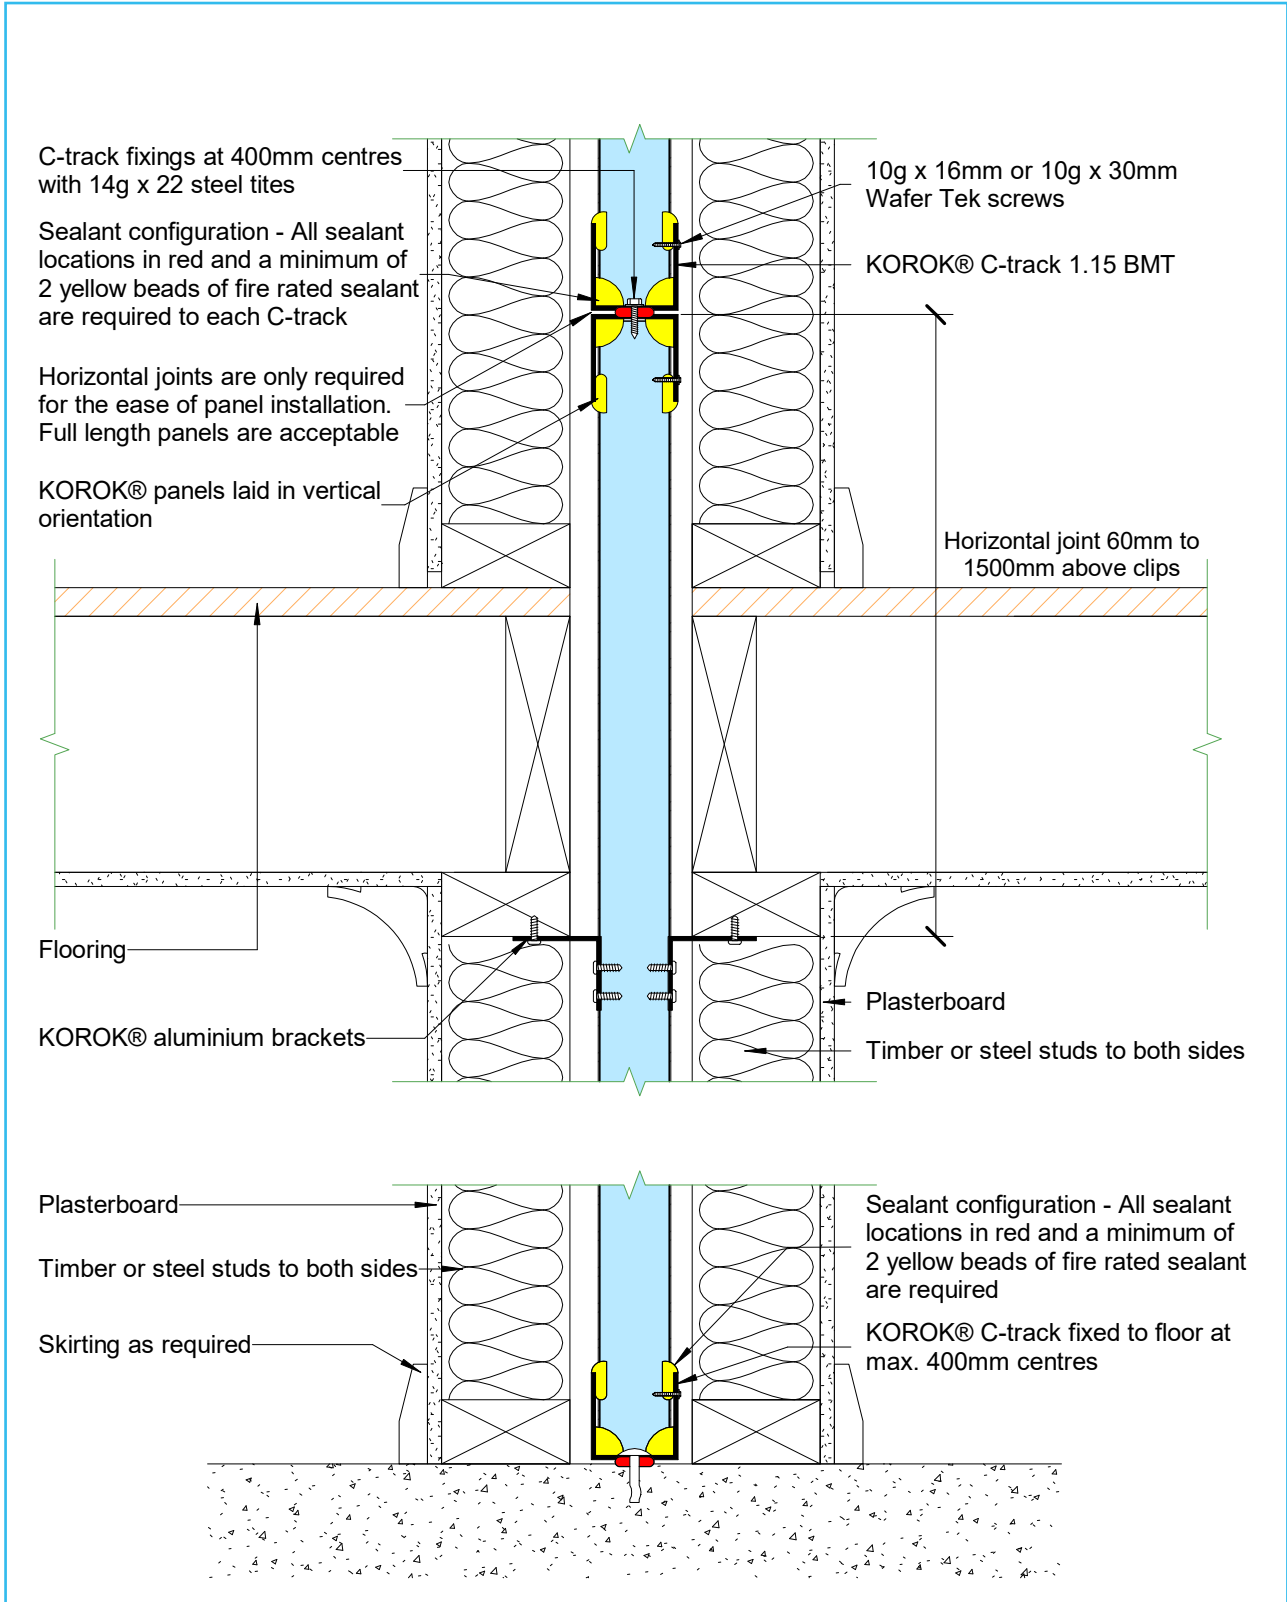 C-track fixings at 400mm centres
with 14g x 22 steel tites
Sealant configuration - All sealant
locations in red and a minimum of
2 yellow beads of fire rated sealant
are required to each C-track
Horizontal joints are only required
for the ease of panel installation.
Full length panels are acceptable
KOROK® panels laid in vertical
orientation
10g x 16mm or 10g x 30mm
Wafer Tek screws
KOROK® C-track 1.15 BMT
Horizontal joint 60mm to
1500mm above clips
Flooring
KOROK® aluminium brackets
Plasterboard
Timber or steel studs to both sides
Plasterboard
Timber or steel studs to both sides
Skirting as required
Sealant configuration - All sealant
locations in red and a minimum of
2 yellow beads of fire rated sealant
are required
KOROK® C-track fixed to floor at
max. 400mm centres